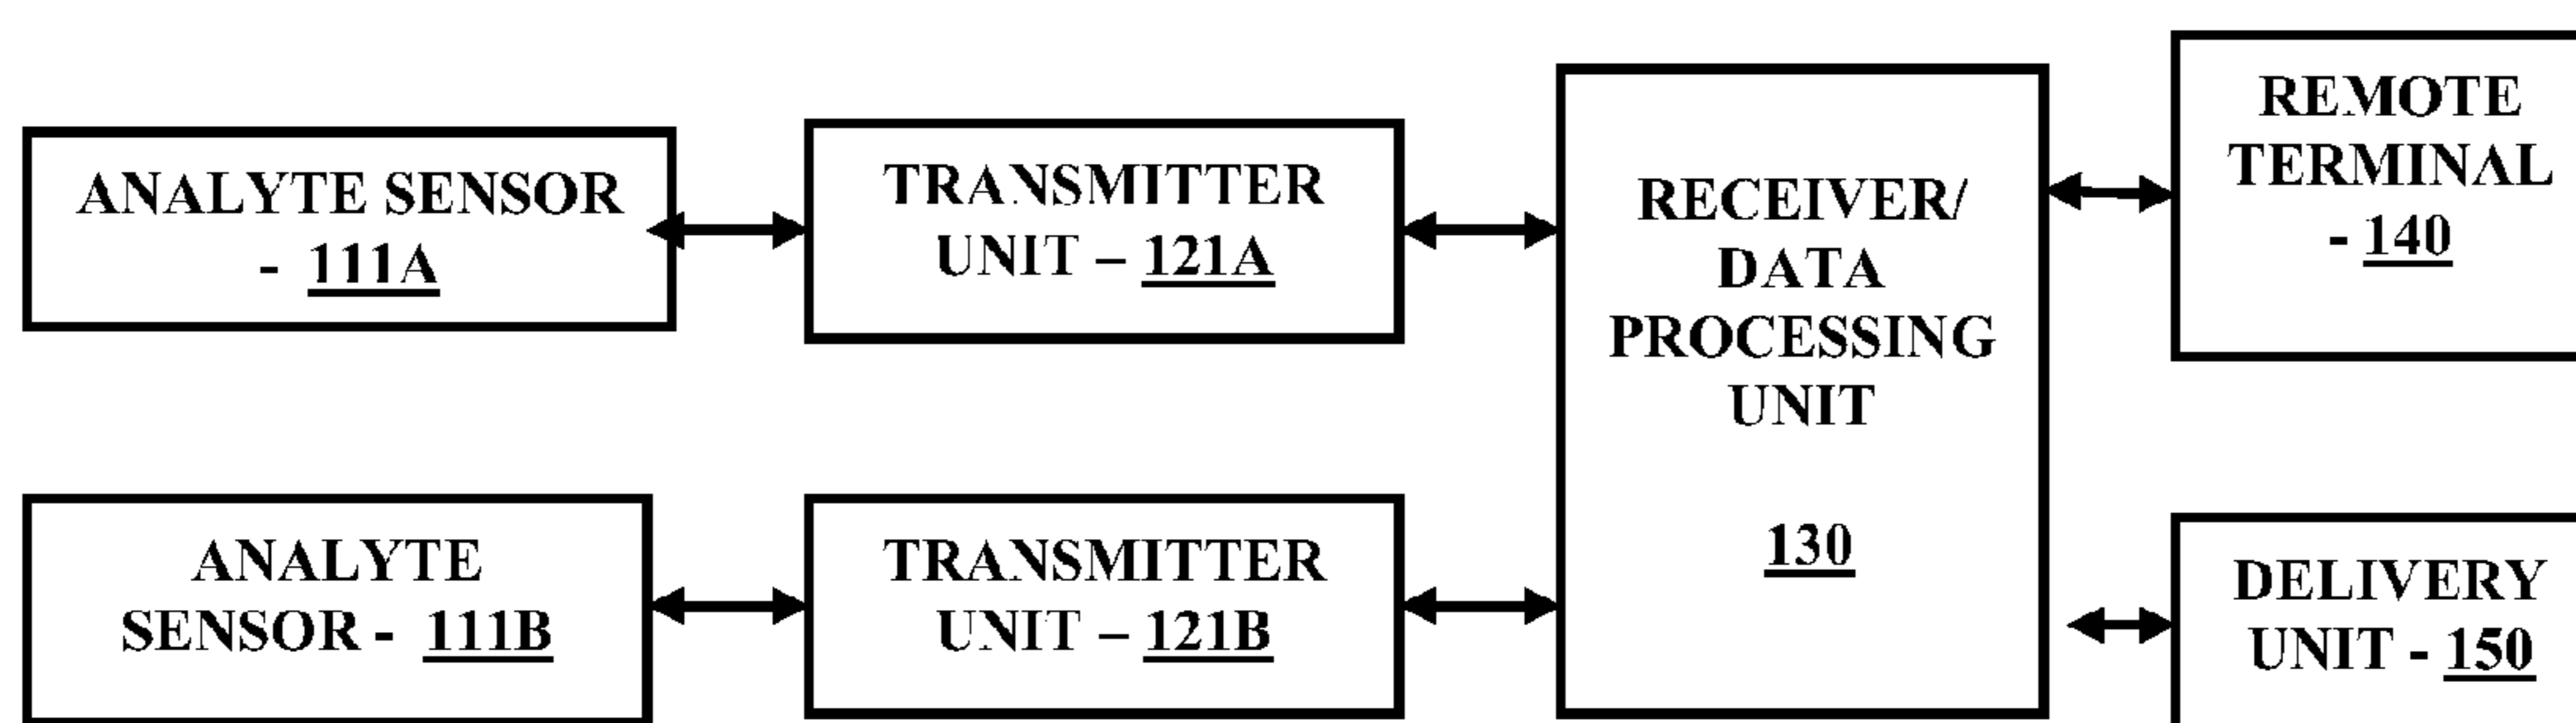 ANALYTE SENSOR
- 111A
TRANSMITTER
UNIT – 121A
RECEIVER/
DATA
PROCESSING
UNIT
130
REMOTE
TERMINAL
- 140
ANALYTE
SENSOR - 111B
TRANSMITTER
UNIT – 121B
DELIVERY
UNIT - 150